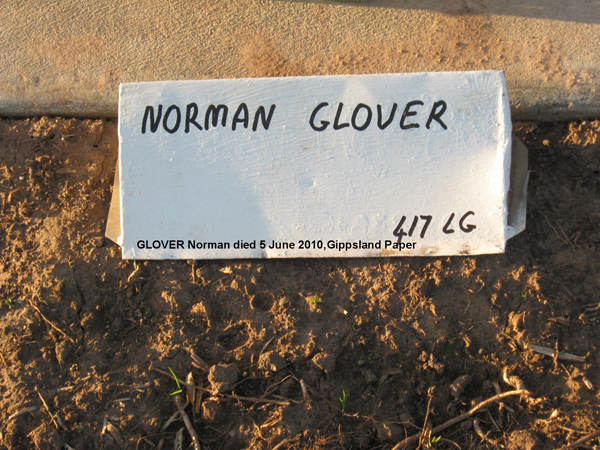 NORMAN GLOVER
417 LG
GLOVER Norman died 5 June 2010,Gippsland Paper